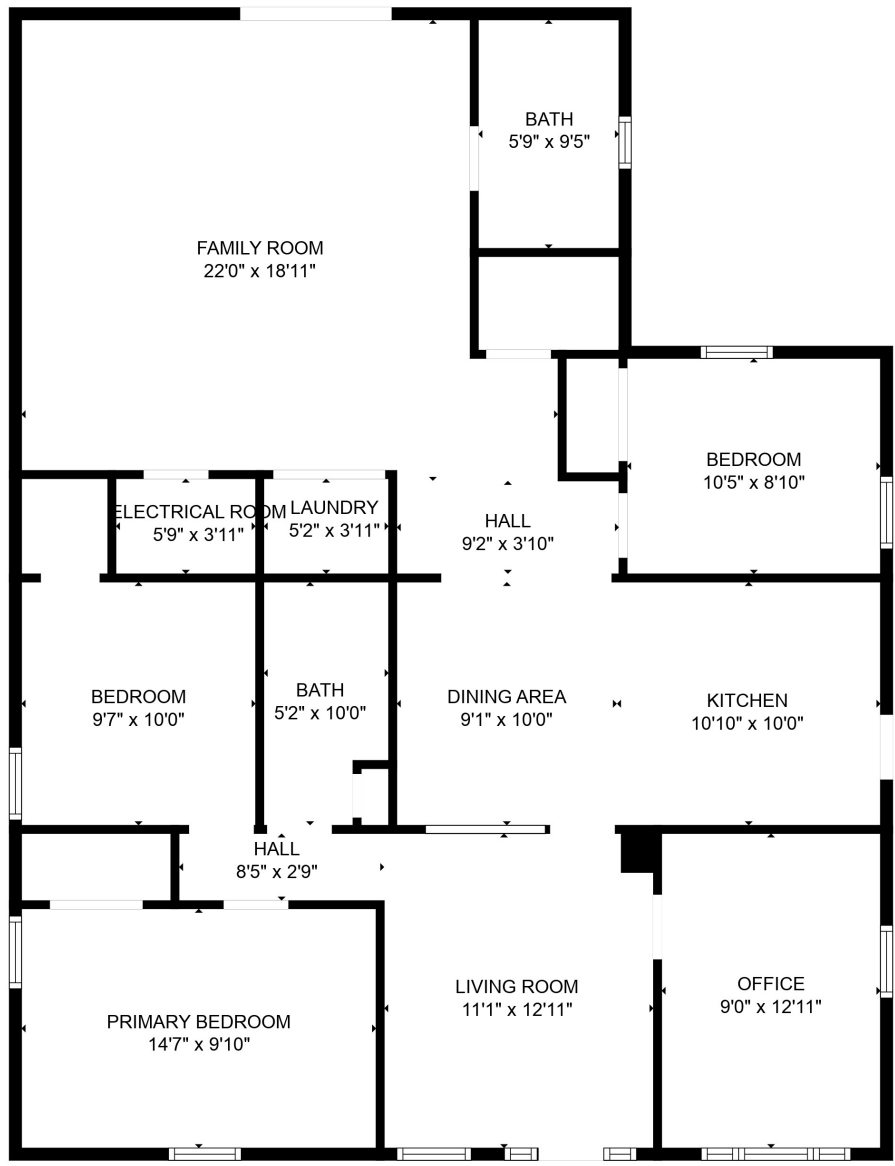 BATH
5'9" x 9'5"
FAMILY ROOM
22'0" x 18'11"
BEDROOM
10'5" x 8'10"
ELECTRICAL ROOM
5'9" x 3'11"
LAUNDRY
5'2" x 3'11"
HALL
9'2" x 3'10"
BEDROOM
9'7" x 10'0"
BATH
5'2" x 10'0"
DINING AREA
9'1" x 10'0"
KITCHEN
10'10" x 10'0"
HALL
8'5" x 2'9"
PRIMARY BEDROOM
14'7" x 9'10"
LIVING ROOM
11'1" x 12'11"
OFFICE
9'0" x 12'11"